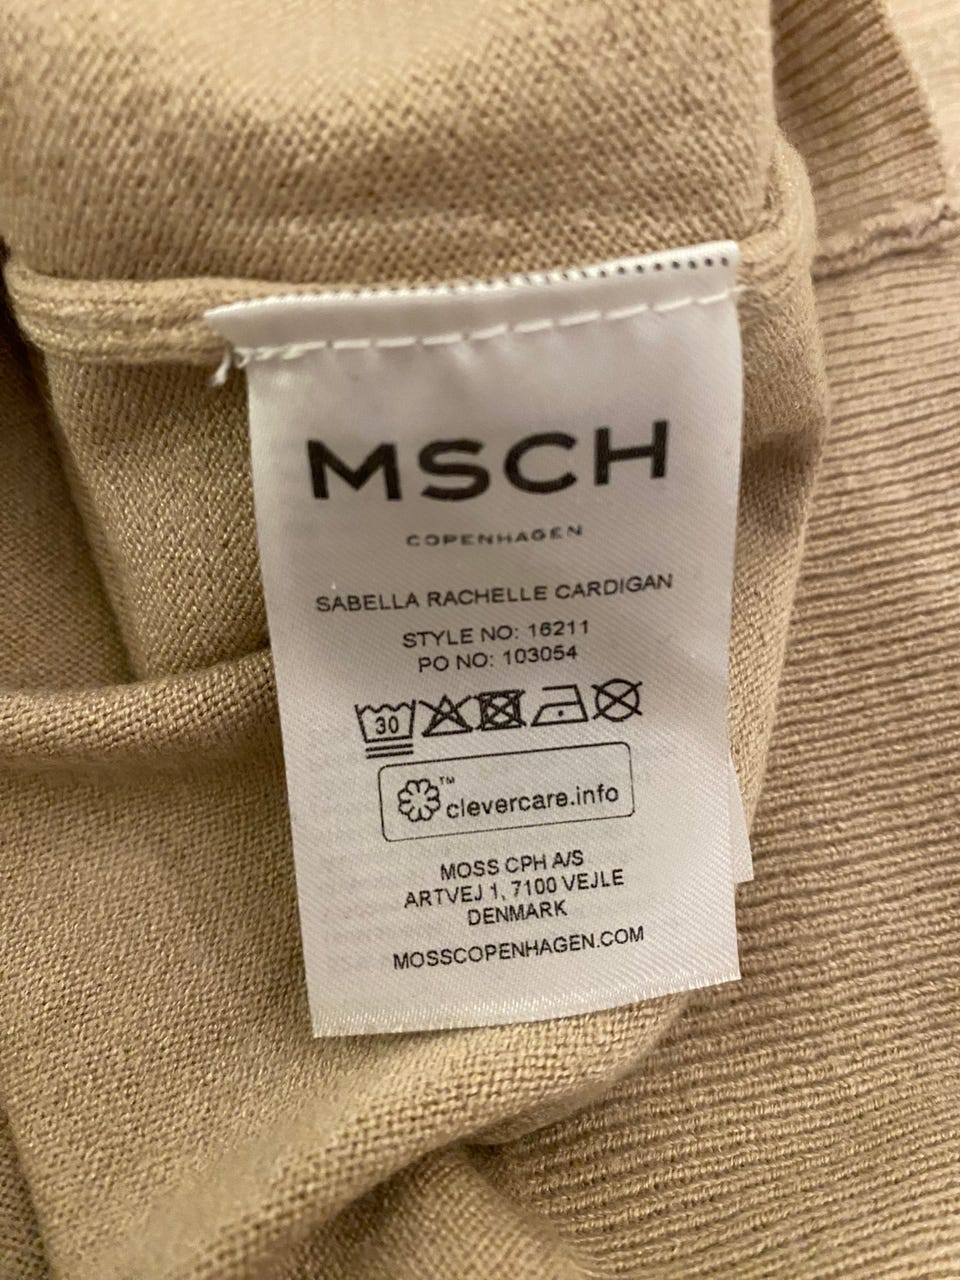 MSCH
COPENHAGEN
SABELLA RACHELLE CARDIGAN
STYLE NO: 16211
PO NO: 103054
30
™
clevercare.info
MOSS CPH A/S
ARTVEJ 1, 7100 VEJLE
DENMARK
MOSSCOPENHAGEN.COM